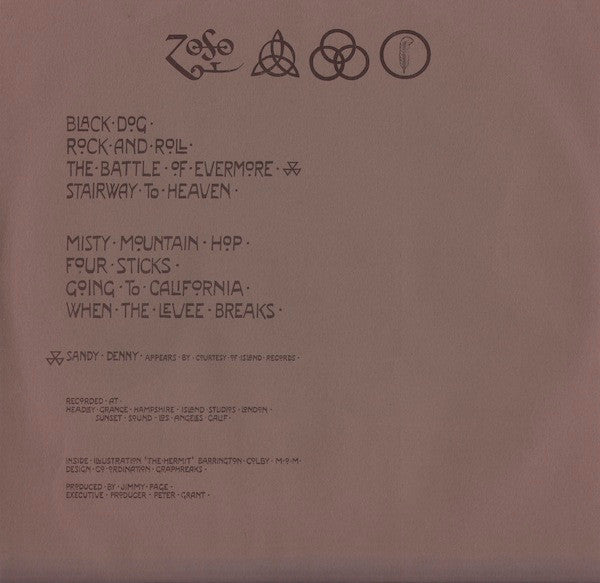 ZoSo
BLACK · DOG ·
ROCK · AND · ROLL ·
THE · BATTLE · OF · EVERMORE ·
STAIRWAY · To · HEAVEN ·
MISTY · MOUNTAIN · HOP ·
FOUR · STICKS ·
GOING · To · CALIFORNIA ·
WHEN · THE · LEVEE · BREAKS ·
SANDY · DENNY · APPEARS · BY · COURTESY · OF · ISLAND · RECORDS ·
RECORDED · AT ·
HEADLEY · GRANGE · HAMPSHIRE · ISLAND · STUDIOS · LONDON ·
SUNSET · SOUND · LOS · ANGELES · CALIF ·
INSIDE · ILLUSTRATION 'THE · HERMIT' BARRINGTON · COLBY · M · O · M ·
DESIGN · CO · ORDINATION · GRAPHREAKS ·
PRODUCED · BY · JIMMY · PAGE ·
EXECUTIVE · PRODUCER · PETER · GRANT ·